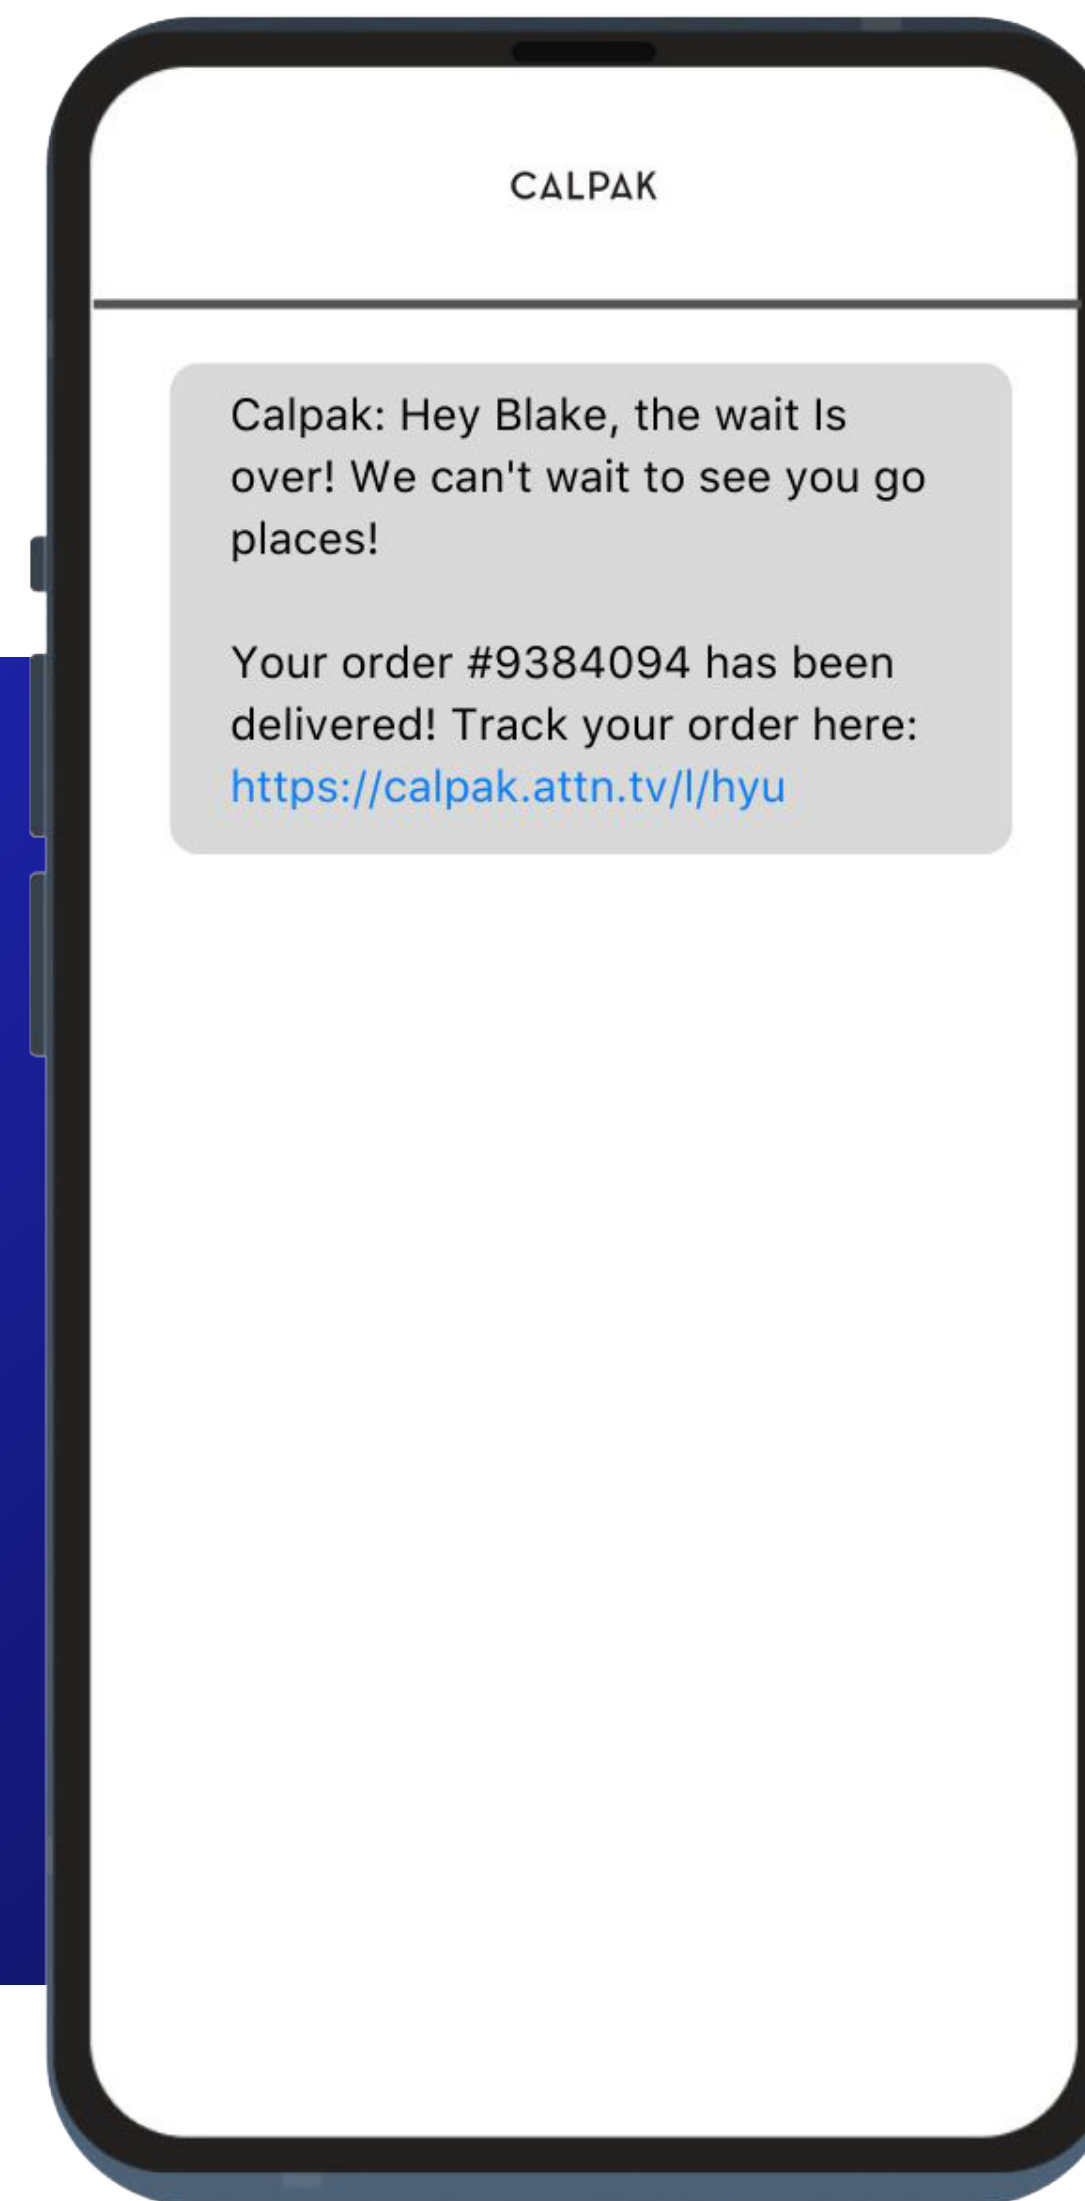 CALPAK
Calpak: Hey Blake, the wait Is
over! We can't wait to see you go
places!
Your order #9384094 has been
delivered! Track your order here:
https://calpak.attn.tv/l/hyu